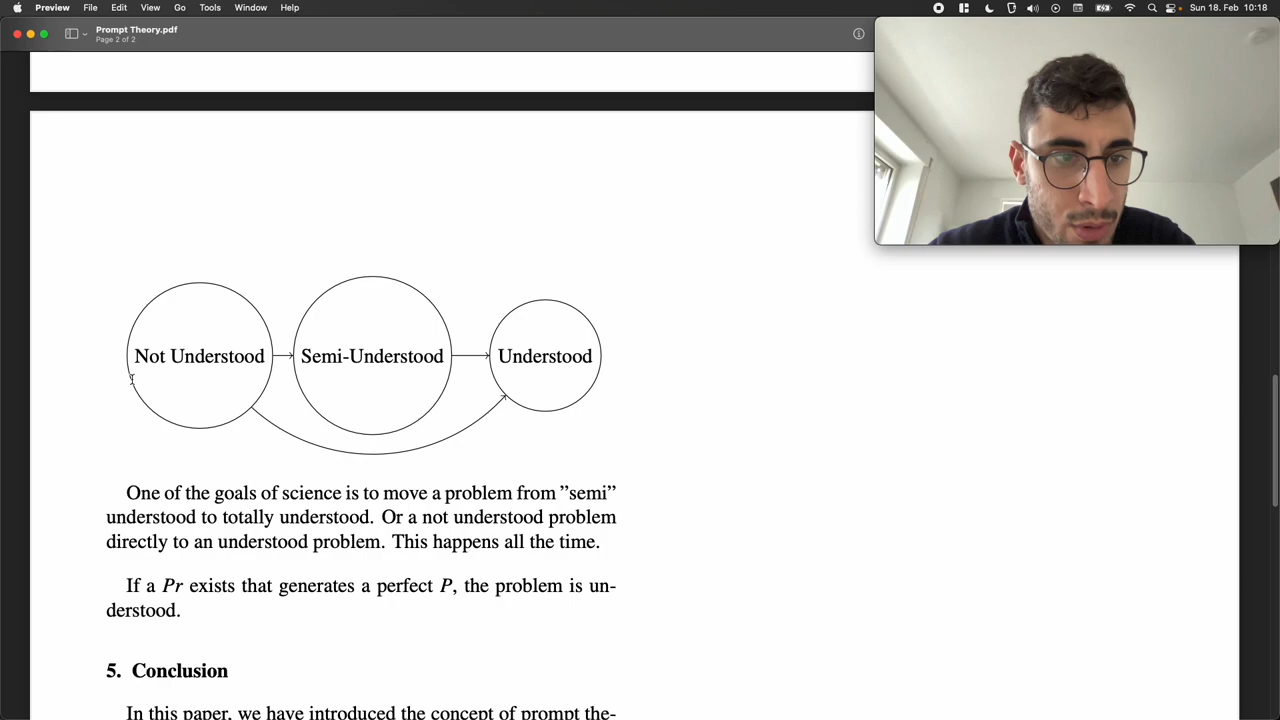 Preview File Edit View Go Tools Window Help Sun 18. Feb 10:18
Prompt Theory.pdf
Page 2 of 2
Not Understood Semi-Understood Understood
One of the goals of science is to move a problem from ”semi”
understood to totally understood. Or a not understood problem
directly to an understood problem. This happens all the time.
If a Pr exists that generates a perfect P, the problem is un-
derstood.
5. Conclusion
In this paper, we have introduced the concept of prompt the-